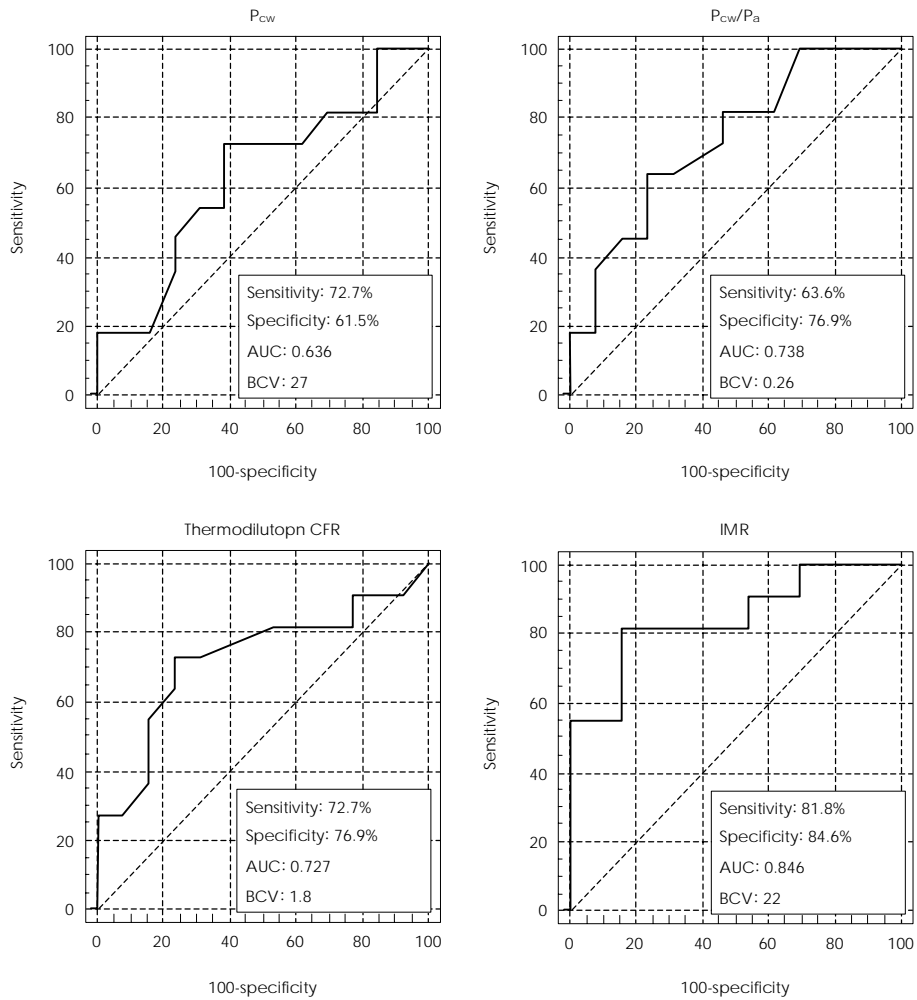 Pcw
100
80
60
40
20
0
Sensitivity
Sensitivity: 72.7%
Specificity: 61.5%
AUC: 0.636
BCV: 27
0 20 40 60 80 100
100-specificity
Pcw/Pa
100
80
60
40
20
0
Sensitivity
Sensitivity: 63.6%
Specificity: 76.9%
AUC: 0.738
BCV: 0.26
0 20 40 60 80 100
100-specificity
Thermodilutopn CFR
100
80
60
40
20
0
Sensitivity
Sensitivity: 72.7%
Specificity: 76.9%
AUC: 0.727
BCV: 1.8
0 20 40 60 80 100
100-specificity
IMR
100
80
60
40
20
0
Sensitivity
Sensitivity: 81.8%
Specificity: 84.6%
AUC: 0.846
BCV: 22
0 20 40 60 80 100
100-specificity